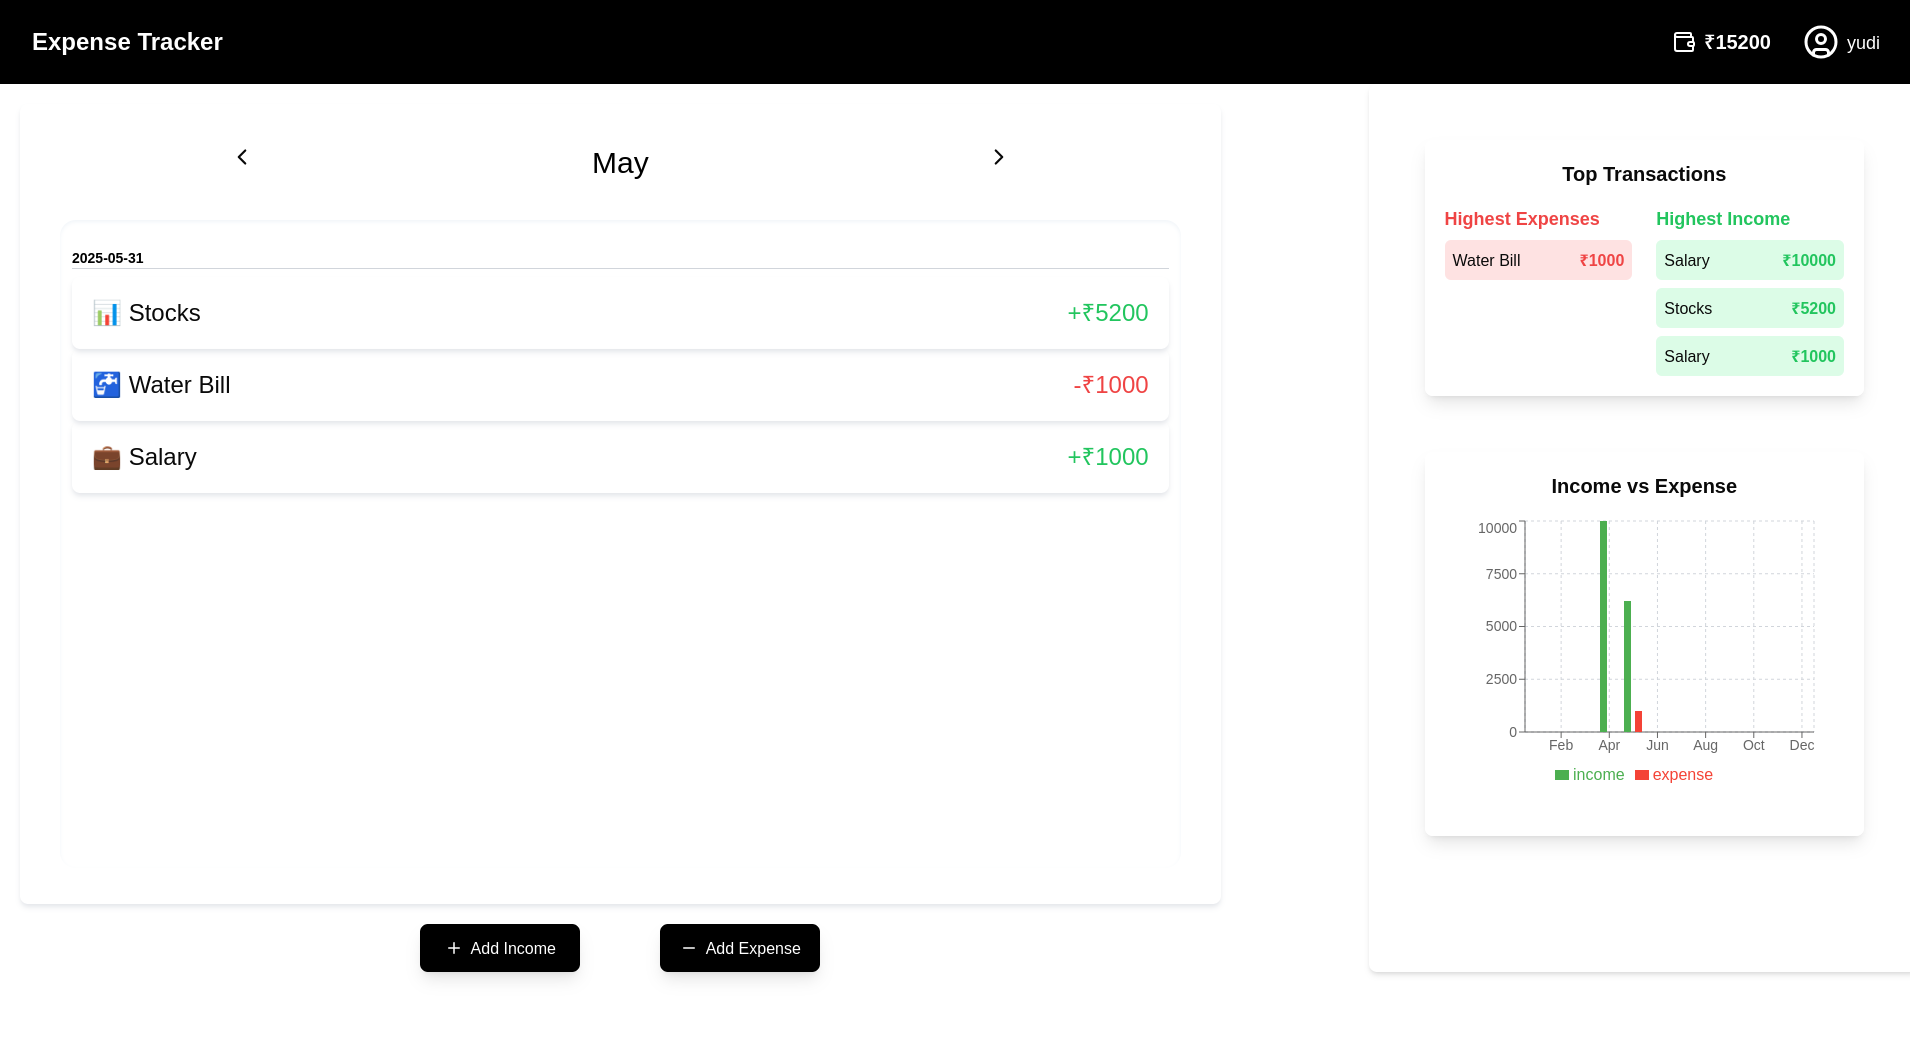 Expense Tracker
₹15200
yudi
May
2025-05-31
📊 Stocks
+₹5200
🚰 Water Bill
-₹1000
💼 Salary
+₹1000
Add Income
Add Expense
Top Transactions
Highest Expenses
Water Bill ₹1000
Highest Income
Salary ₹10000
Stocks ₹5200
Salary ₹1000
Income vs Expense
10000
7500
5000
2500
0
Feb Apr Jun Aug Oct Dec
income expense